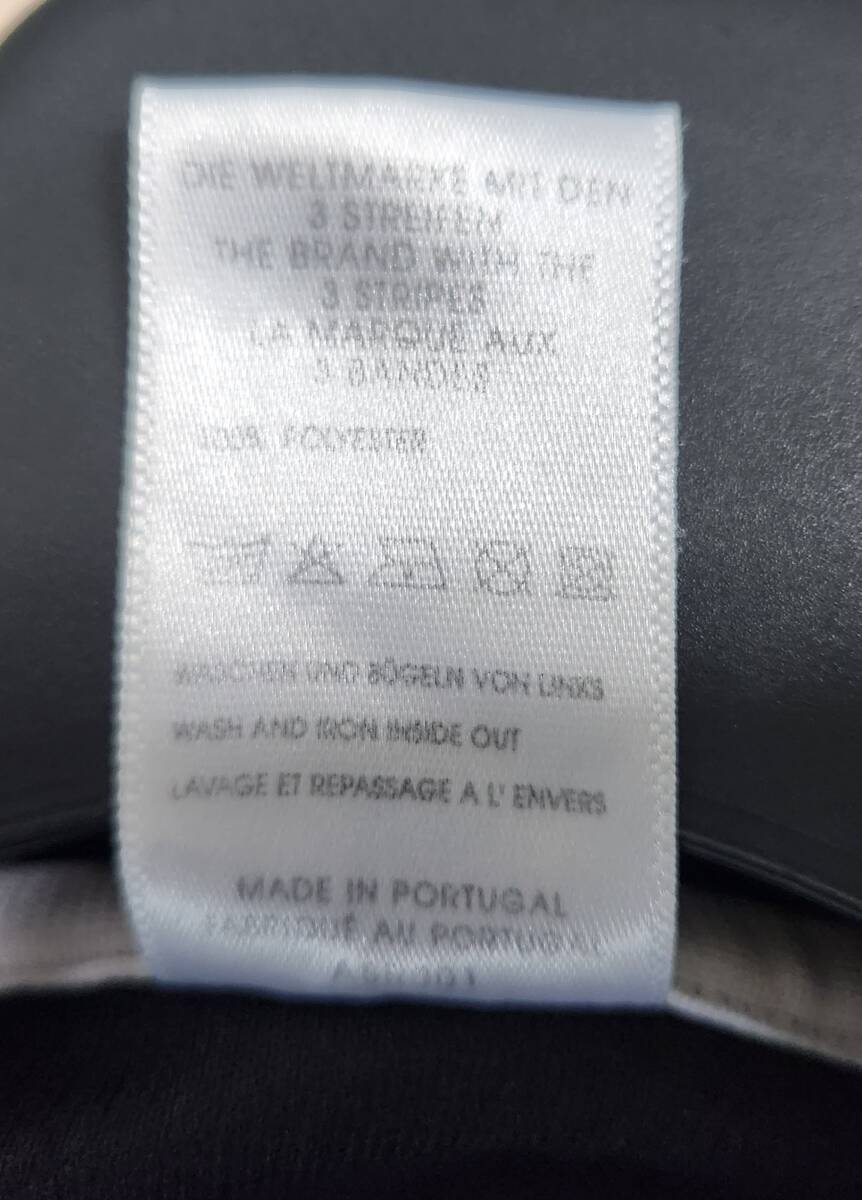 DIE WELTMARKE MIT DEN
3 STREIFEN
THE BRAND WITH THE
3 STRIPES
LA MARQUE AUX
3 BANDES
100% POLYESTER
WASCHEN UND BÜGELN VON LINKS
WASH AND IRON INSIDE OUT
LAVAGE ET REPASSAGE A L' ENVERS
MADE IN PORTUGAL
FABRIQUÉ AU PORTUGAL